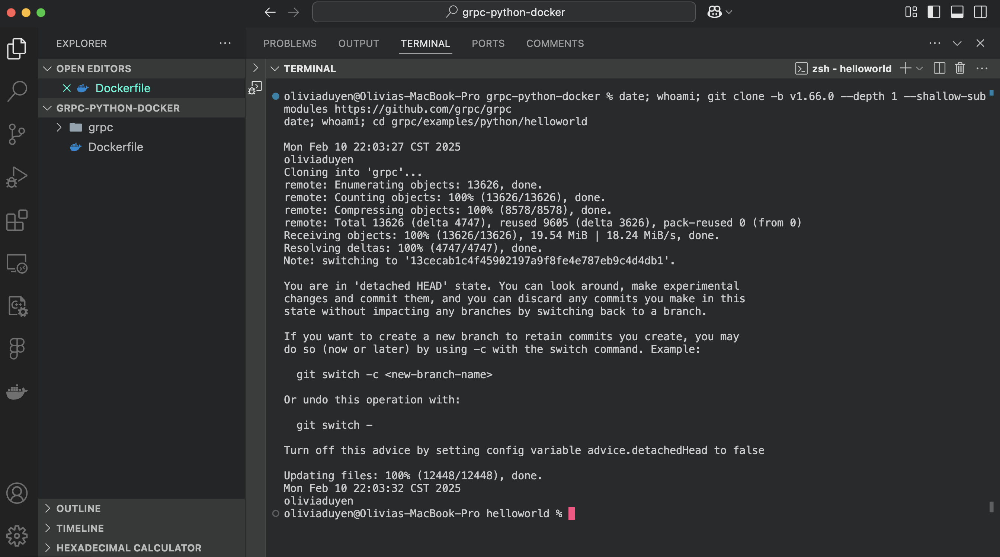 grpc-python-docker
EXPLORER
PROBLEMS OUTPUT TERMINAL PORTS COMMENTS
OPEN EDITORS
Dockerfile
GRPC-PYTHON-DOCKER
grpc
Dockerfile
OUTLINE
TIMELINE
HEXADECIMAL CALCULATOR
TERMINAL
zsh - helloworld
oliviaduyen@Olivias-MacBook-Pro grpc-python-docker % date; whoami; git clone -b v1.66.0 --depth 1 --shallow-sub
modules https://github.com/grpc/grpc
date; whoami; cd grpc/examples/python/helloworld
Mon Feb 10 22:03:27 CST 2025
oliviaduyen
Cloning into 'grpc'...
remote: Enumerating objects: 13626, done.
remote: Counting objects: 100% (13626/13626), done.
remote: Compressing objects: 100% (8578/8578), done.
remote: Total 13626 (delta 4747), reused 9605 (delta 3626), pack-reused 0 (from 0)
Receiving objects: 100% (13626/13626), 19.54 MiB | 18.24 MiB/s, done.
Resolving deltas: 100% (4747/4747), done.
Note: switching to '13cecab1c4f45902197a9f8fe4e787eb9c4d4db1'.
You are in 'detached HEAD' state. You can look around, make experimental
changes and commit them, and you can discard any commits you make in this
state without impacting any branches by switching back to a branch.
If you want to create a new branch to retain commits you create, you may
do so (now or later) by using -c with the switch command. Example:
git switch -c <new-branch-name>
Or undo this operation with:
git switch -
Turn off this advice by setting config variable advice.detachedHead to false
Updating files: 100% (12448/12448), done.
Mon Feb 10 22:03:32 CST 2025
oliviaduyen
oliviaduyen@Olivias-MacBook-Pro helloworld %